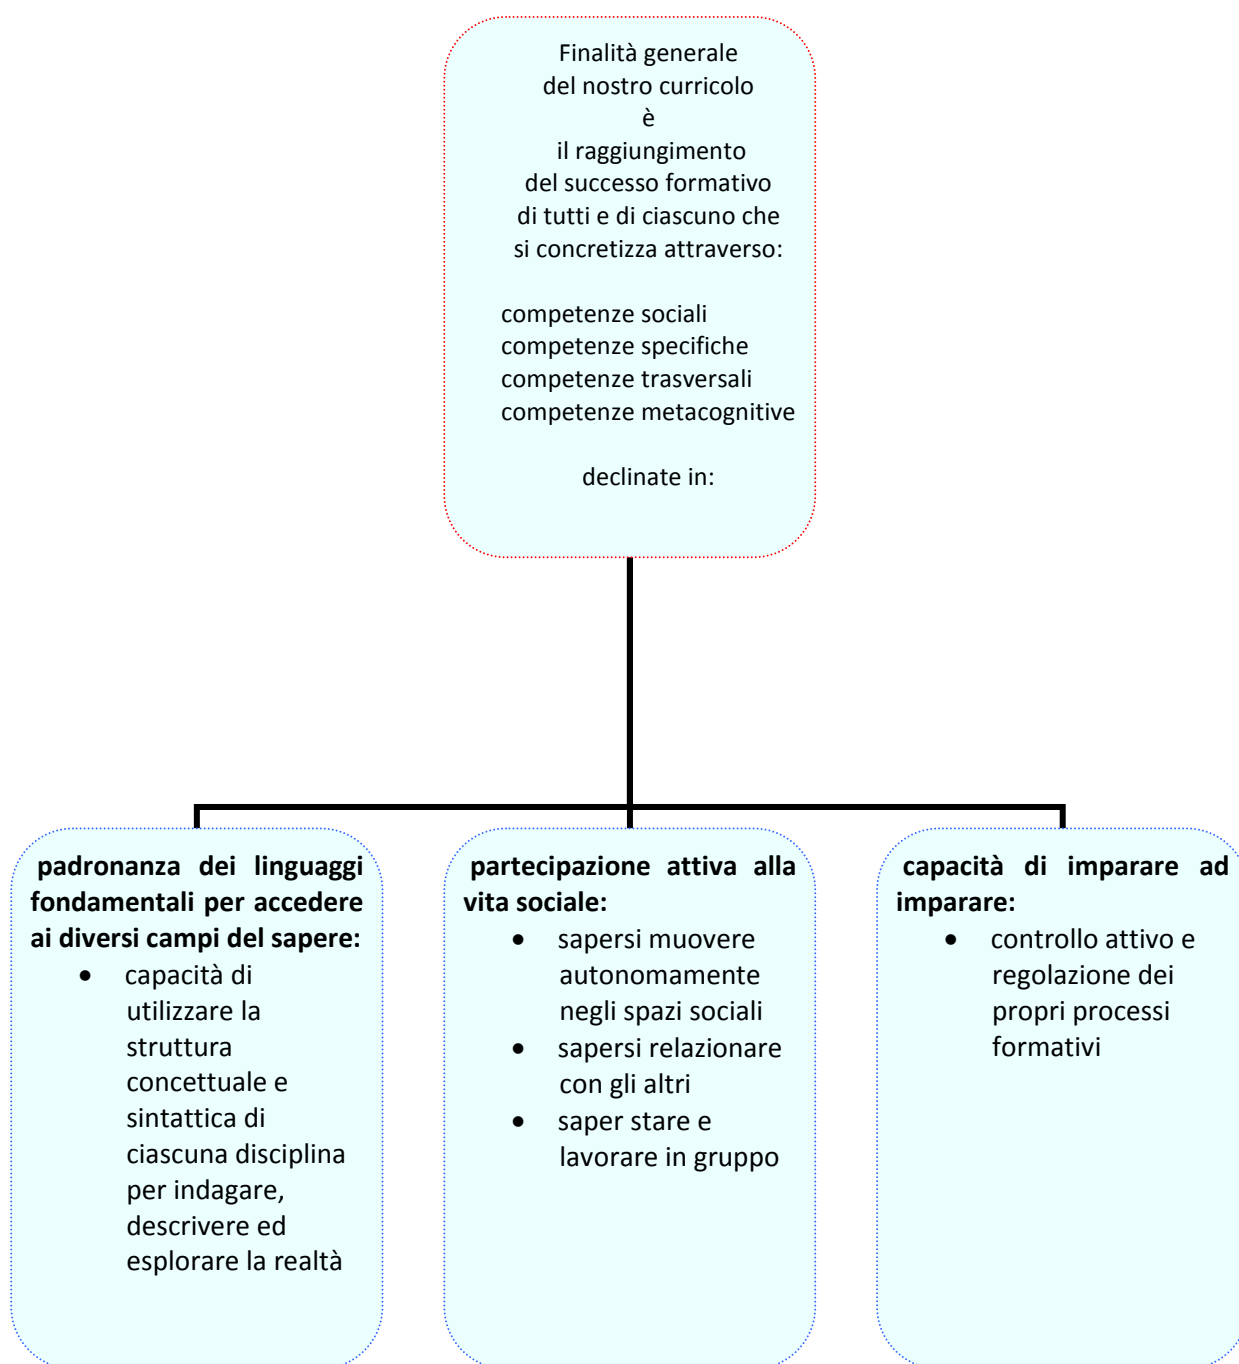 Finalità generale
del nostro curricolo
è
il raggiungimento
del successo formativo
di tutti e di ciascuno che
si concretizza attraverso:
competenze sociali
competenze specifiche
competenze trasversali
competenze metacognitive
declinate in:
padronanza dei linguaggi
fondamentali per accedere
ai diversi campi del sapere:
• capacità di
utilizzare la
struttura
concettuale e
sintattica di
ciascuna disciplina
per indagare,
descrivere ed
esplorare la realtà
partecipazione attiva alla
vita sociale:
• sapersi muovere
autonomamente
negli spazi sociali
• sapersi relazionare
con gli altri
• saper stare e
lavorare in gruppo
capacità di imparare ad
imparare:
• controllo attivo e
regolazione dei
propri processi
formativi